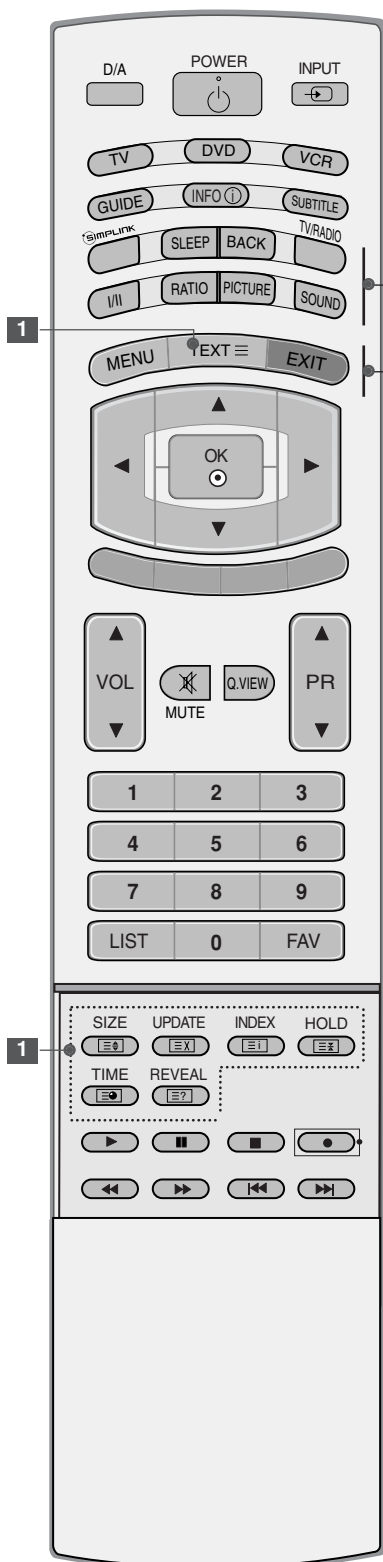 POWER
D/A INPUT
TV DVD VCR
GUIDE INFO i SUBTITLE
SIMPLINK SLEEP BACK TV/RADIO
I/II RATIO PICTURE SOUND
1
MENU TEXT EXIT
OK
VOL Q.VIEW PR
MUTE
1 2 3
4 5 6
7 8 9
LIST 0 FAV
SIZE UPDATE INDEX HOLD
X i
1
TIME REVEAL
?